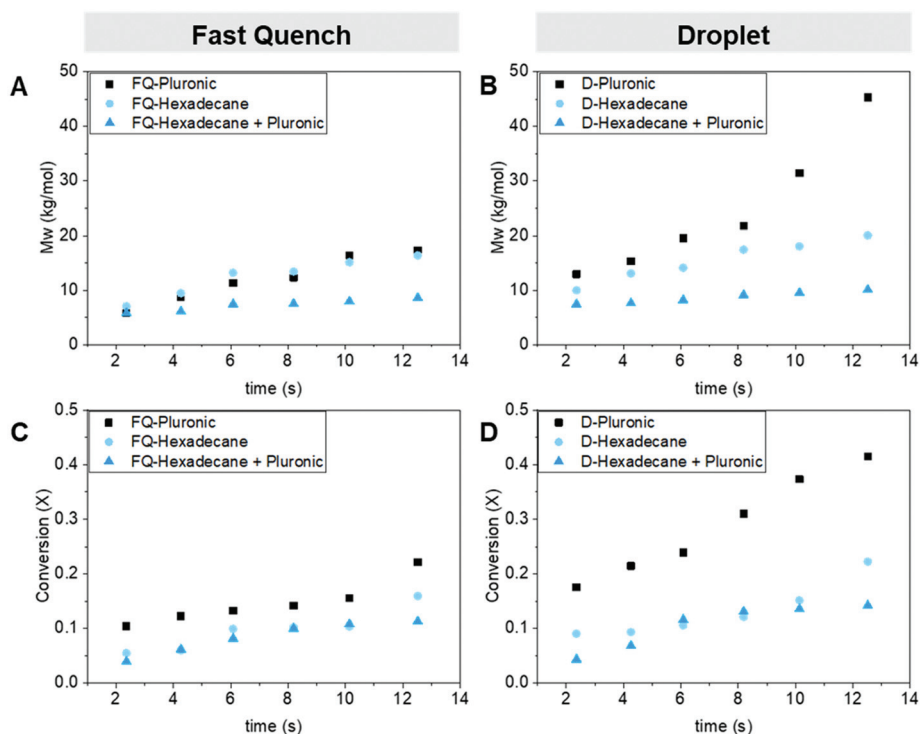 Fast Quench
Droplet
A
50
40
30
20
10
0
Mw (kg/mol)
FQ-Pluronic
FQ-Hexadecane
FQ-Hexadecane + Pluronic
2 4 6 8 10 12 14
time (s)
B
50
40
30
20
10
0
Mw (kg/mol)
D-Pluronic
D-Hexadecane
D-Hexadecane + Pluronic
2 4 6 8 10 12 14
time (s)
C
0.5
0.4
0.3
0.2
0.1
0.0
Conversion (X)
FQ-Pluronic
FQ-Hexadecane
FQ-Hexadecane + Pluronic
2 4 6 8 10 12 14
time (s)
D
0.5
0.4
0.3
0.2
0.1
0.0
Conversion (X)
D-Pluronic
D-Hexadecane
D-Hexadecane + Pluronic
2 4 6 8 10 12 14
time (s)